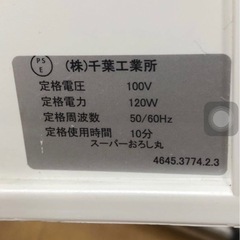 PS
E
(株)千葉工業所
定格電圧 100V
定格電力 120W
定格周波数 50/60Hz
定格使用時間 10分
スーパーおろし丸
4645.3774.2.3